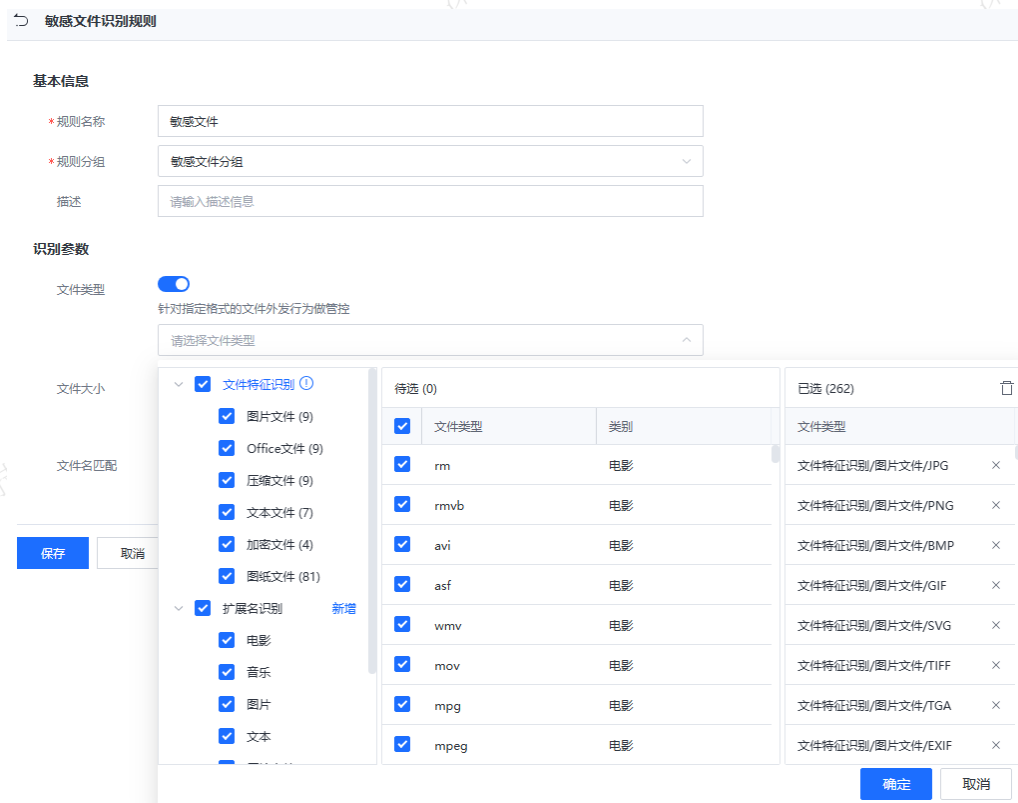 敏感文件识别规则
基本信息
*规则名称 敏感文件
*规则分组 敏感文件分组
描述 请输入描述信息
识别参数
文件类型
针对指定格式的文件外发行为做管控
请选择文件类型
文件大小
文件名匹配
保存 取消
文件特征识别
图片文件 (9)
Office文件 (9)
压缩文件 (9)
文本文件 (7)
加密文件 (4)
图纸文件 (81)
扩展名识别 新增
电影
音乐
图片
文本
待选 (0)
文件类型 类别
rm 电影
rmvb 电影
avi 电影
asf 电影
wmv 电影
mov 电影
mpg 电影
mpeg 电影
已选 (262)
文件类型
文件特征识别/图片文件/JPG
文件特征识别/图片文件/PNG
文件特征识别/图片文件/BMP
文件特征识别/图片文件/GIF
文件特征识别/图片文件/SVG
文件特征识别/图片文件/TIFF
文件特征识别/图片文件/TGA
文件特征识别/图片文件/EXIF
确定 取消